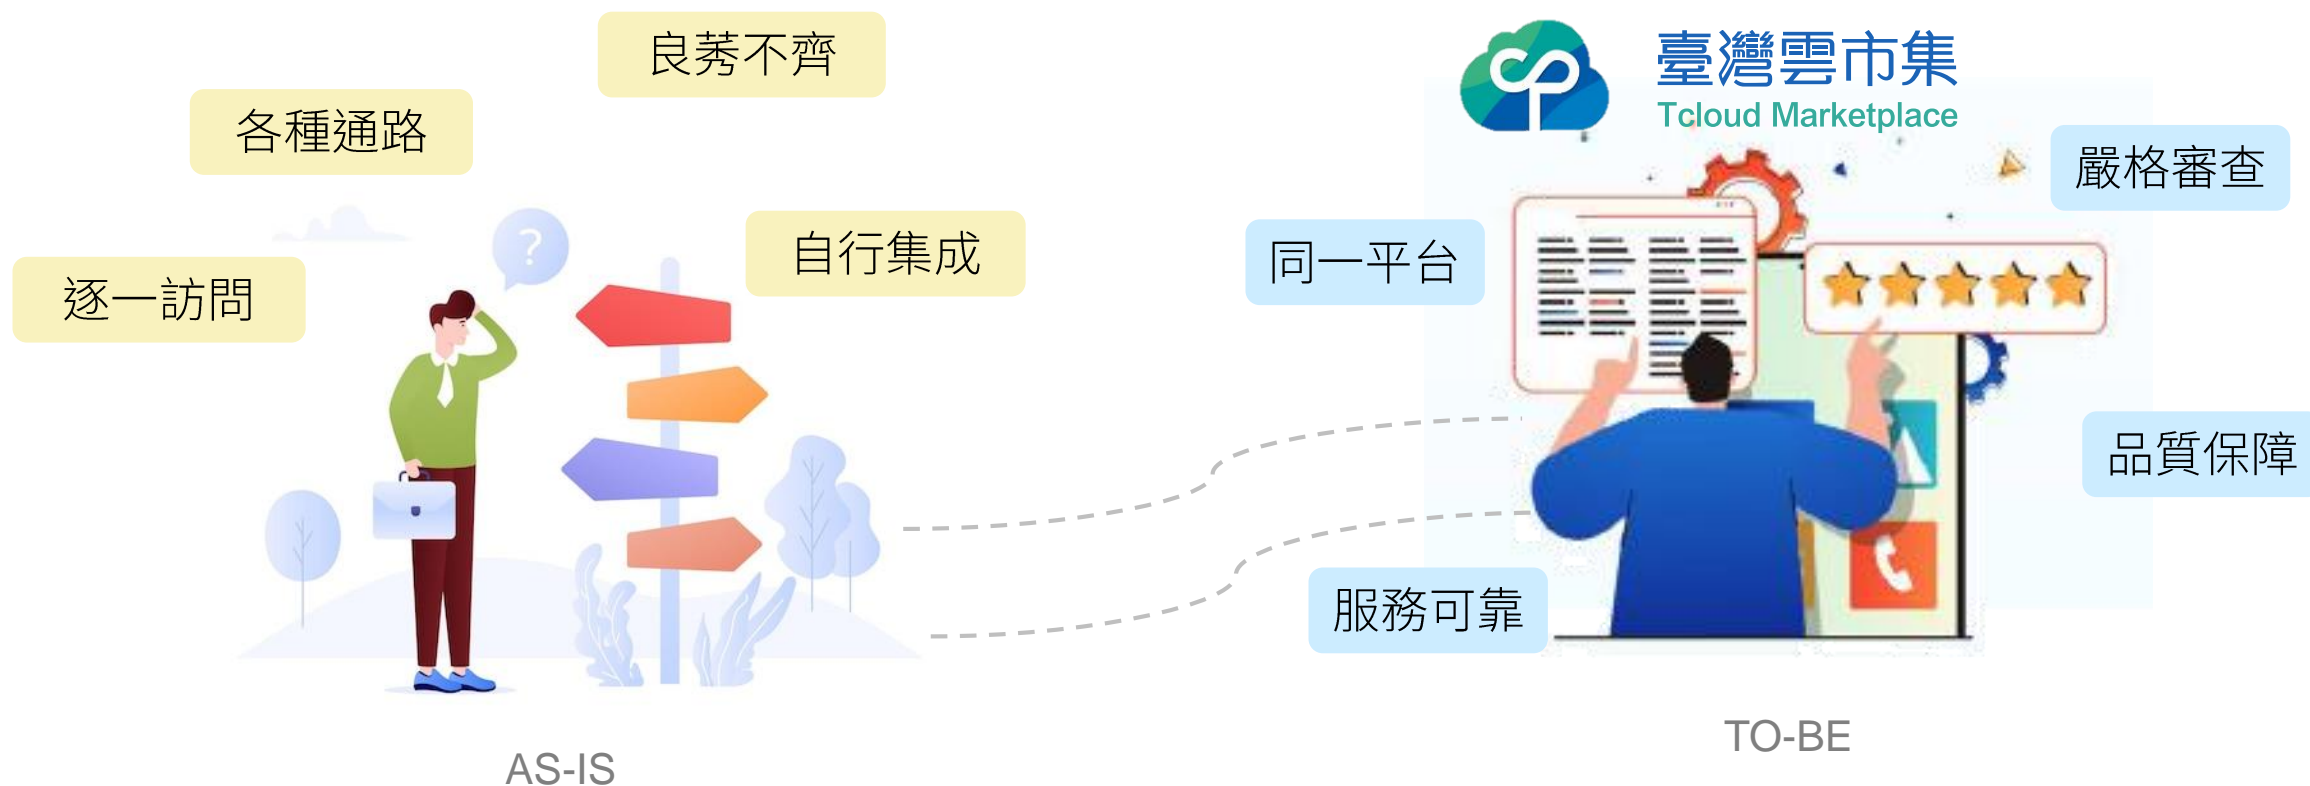 良莠不齊
各種通路
自行集成
逐一訪問
?
AS-IS
臺灣雲市集
Tcloud Marketplace
嚴格審查
同一平台
品質保障
服務可靠
TO-BE